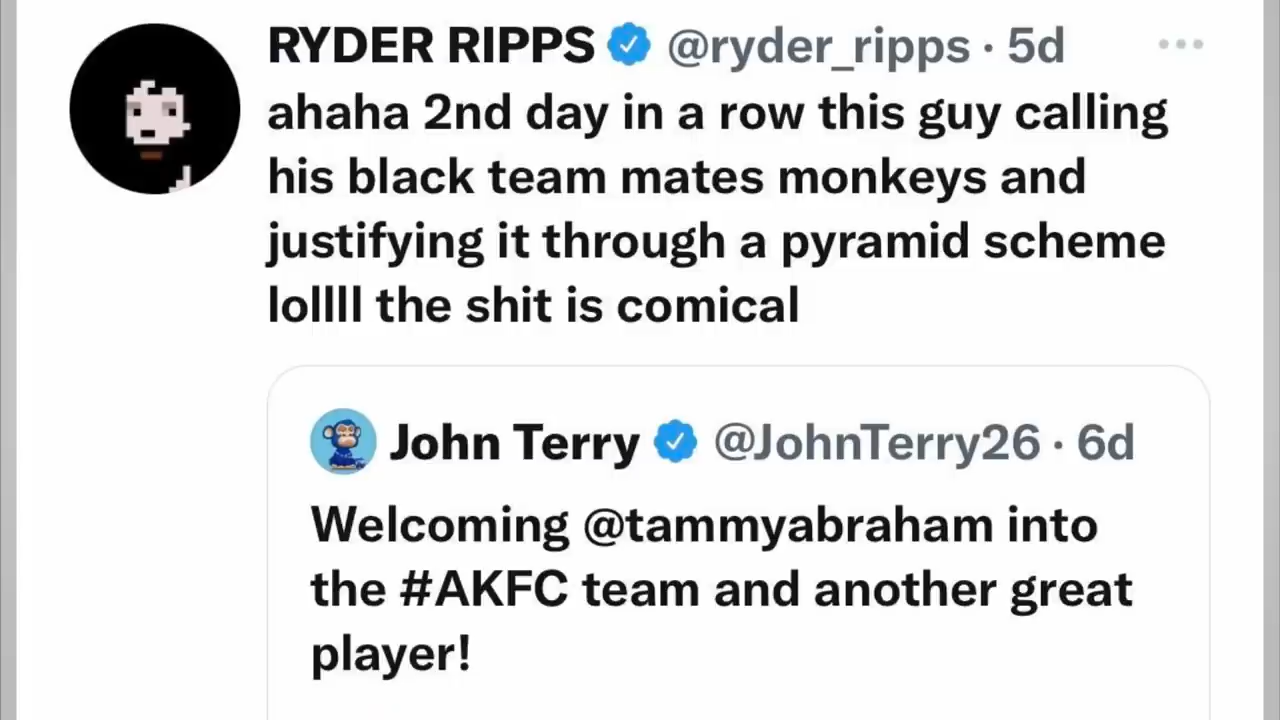 RYDER RIPPS @ryder_ripps · 5d
ahaha 2nd day in a row this guy calling
his black team mates monkeys and
justifying it through a pyramid scheme
lollll the shit is comical
John Terry @JohnTerry26 · 6d
Welcoming @tammyabraham into
the #AKFC team and another great
player!